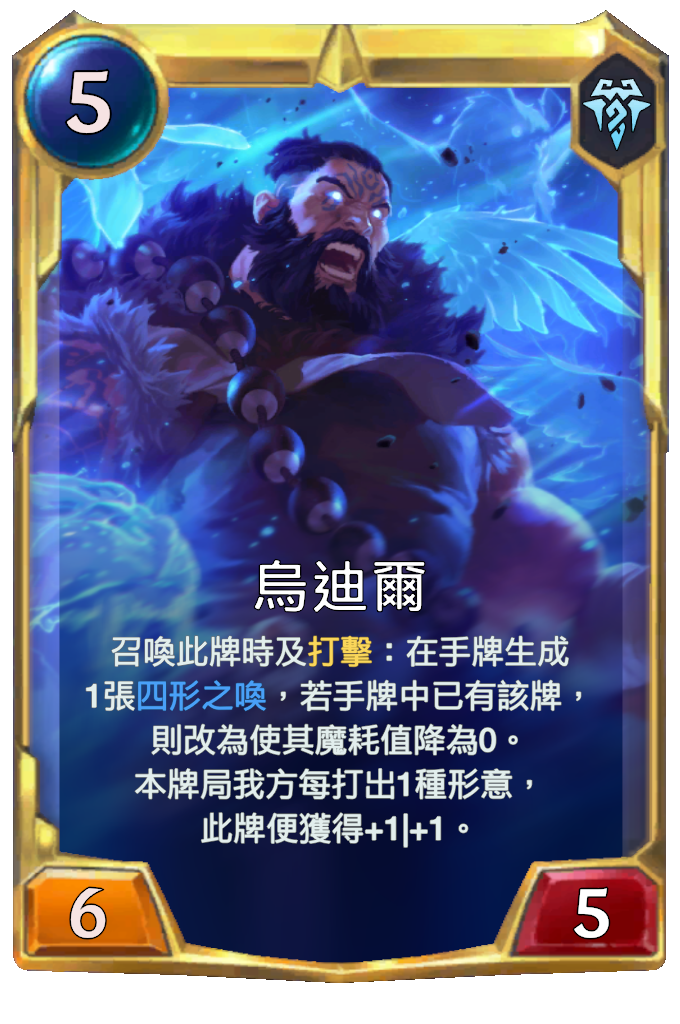 5
烏迪爾
召喚此牌時及打擊：在手牌生成
1張四形之喚，若手牌中已有該牌，
則改為使其魔耗值降為0。
本牌局我方每打出1種形意，
此牌便獲得+1|+1。
6
5